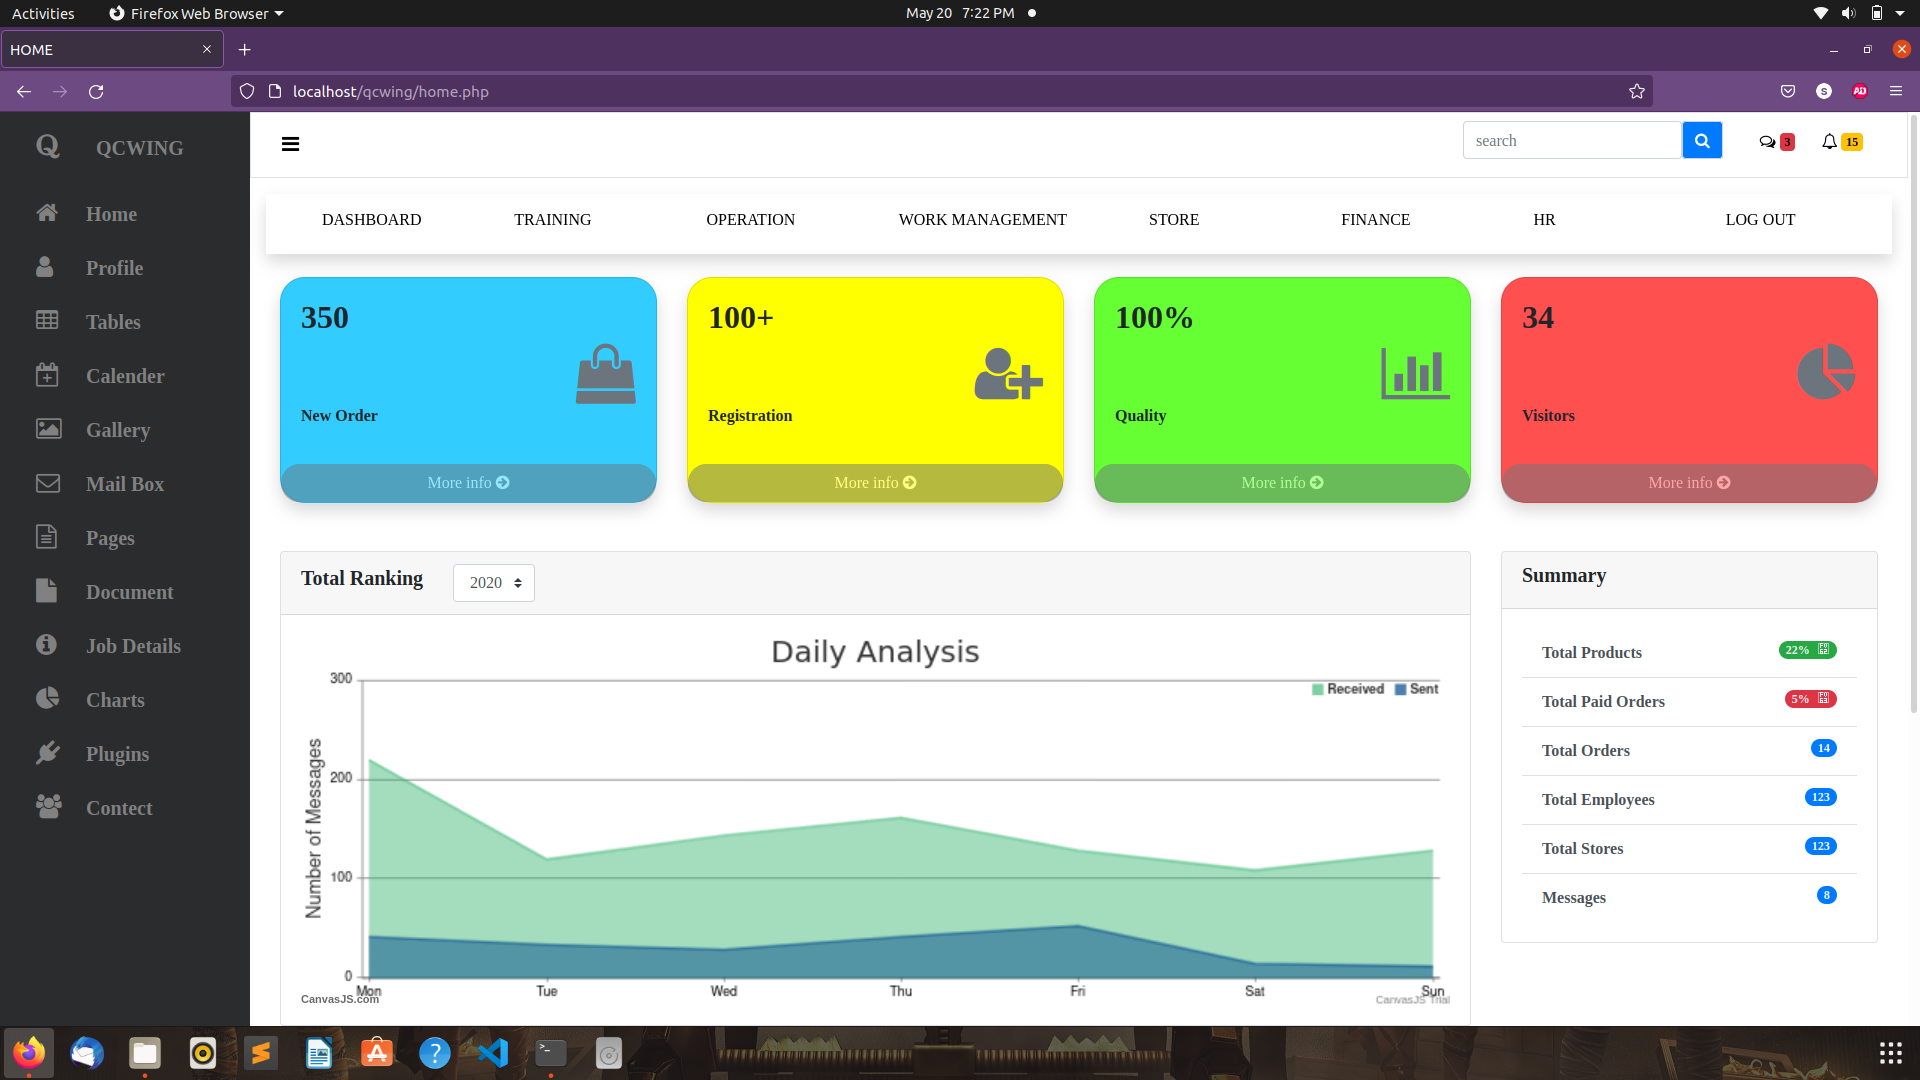 Activities Firefox Web Browser May 20 7:22 PM
HOME
localhost/qcwing/home.php S AD
Q QCWING
search 3 15
Home
Profile
Tables
Calender
Gallery
Mail Box
Pages
Document
Job Details
Charts
Plugins
Contect
DASHBOARD TRAINING OPERATION WORK MANAGEMENT STORE FINANCE HR LOG OUT
350
New Order
More info
100+
Registration
More info
100%
Quality
More info
34
Visitors
More info
Total Ranking 2020
Daily Analysis
Received Sent
Number of Messages
300
200
100
0
Mon Tue Wed Thu Fri Sat Sun
CanvasJS.com CanvasJS Trial
Summary
Total Products 22%
Total Paid Orders 5%
Total Orders 14
Total Employees 123
Total Stores 123
Messages 8